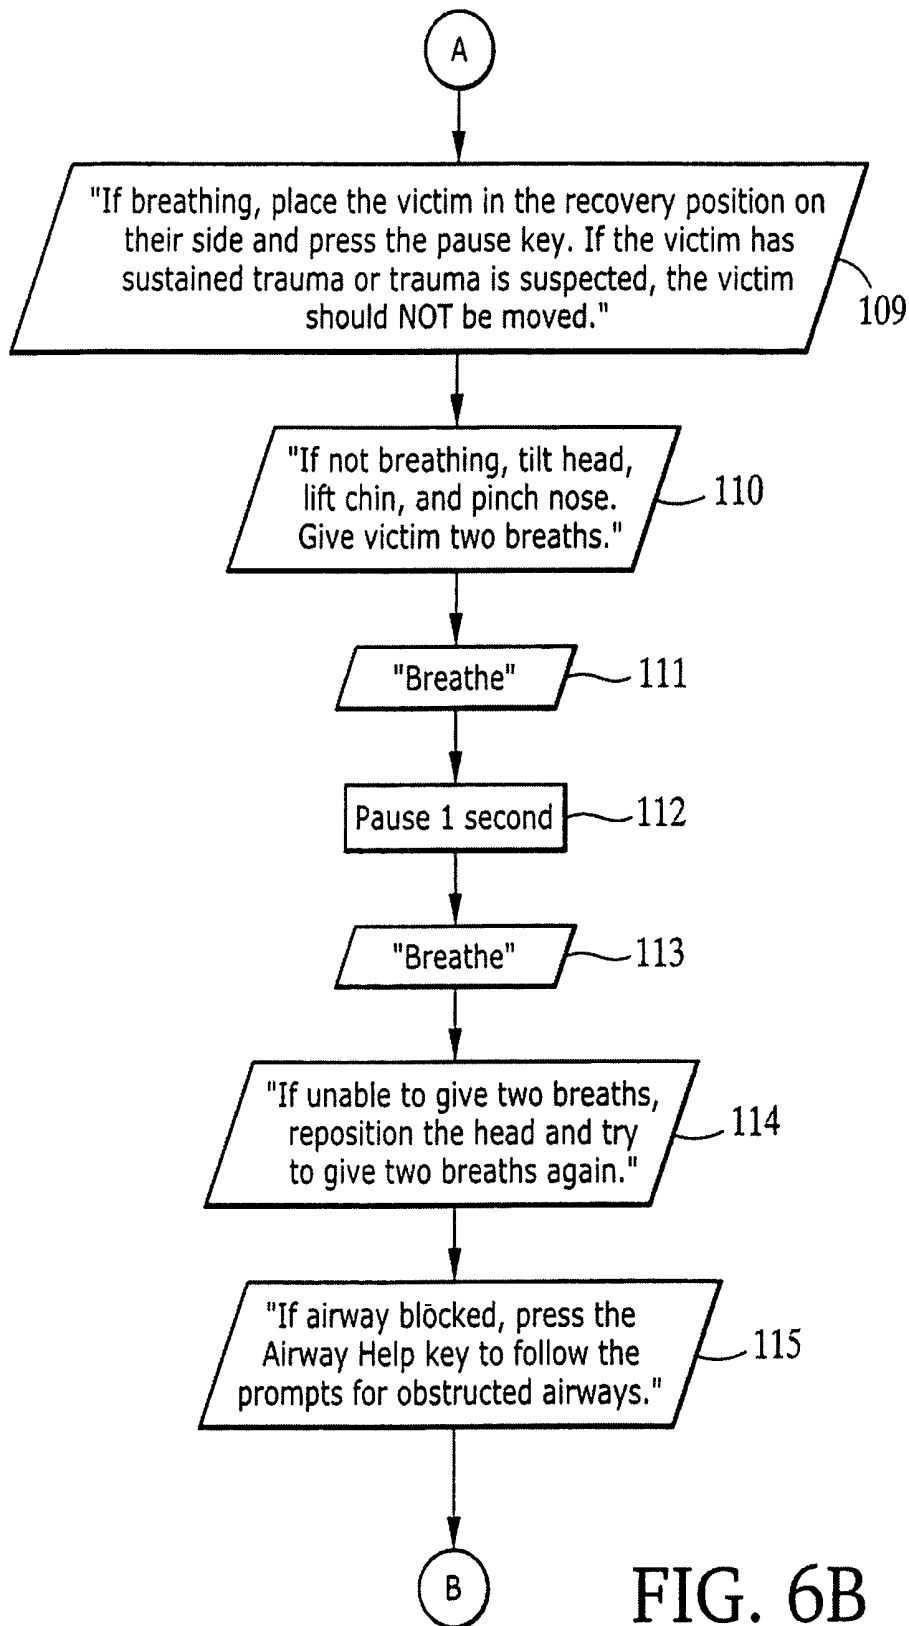 A
"If breathing, place the victim in the recovery position on
their side and press the pause key. If the victim has
sustained trauma or trauma is suspected, the victim
should NOT be moved."
109
"If not breathing, tilt head,
lift chin, and pinch nose.
Give victim two breaths."
110
"Breathe"
111
Pause 1 second
112
"Breathe"
113
"If unable to give two breaths,
reposition the head and try
to give two breaths again."
114
"If airway blocked, press the
Airway Help key to follow the
prompts for obstructed airways."
115
B
FIG. 6B